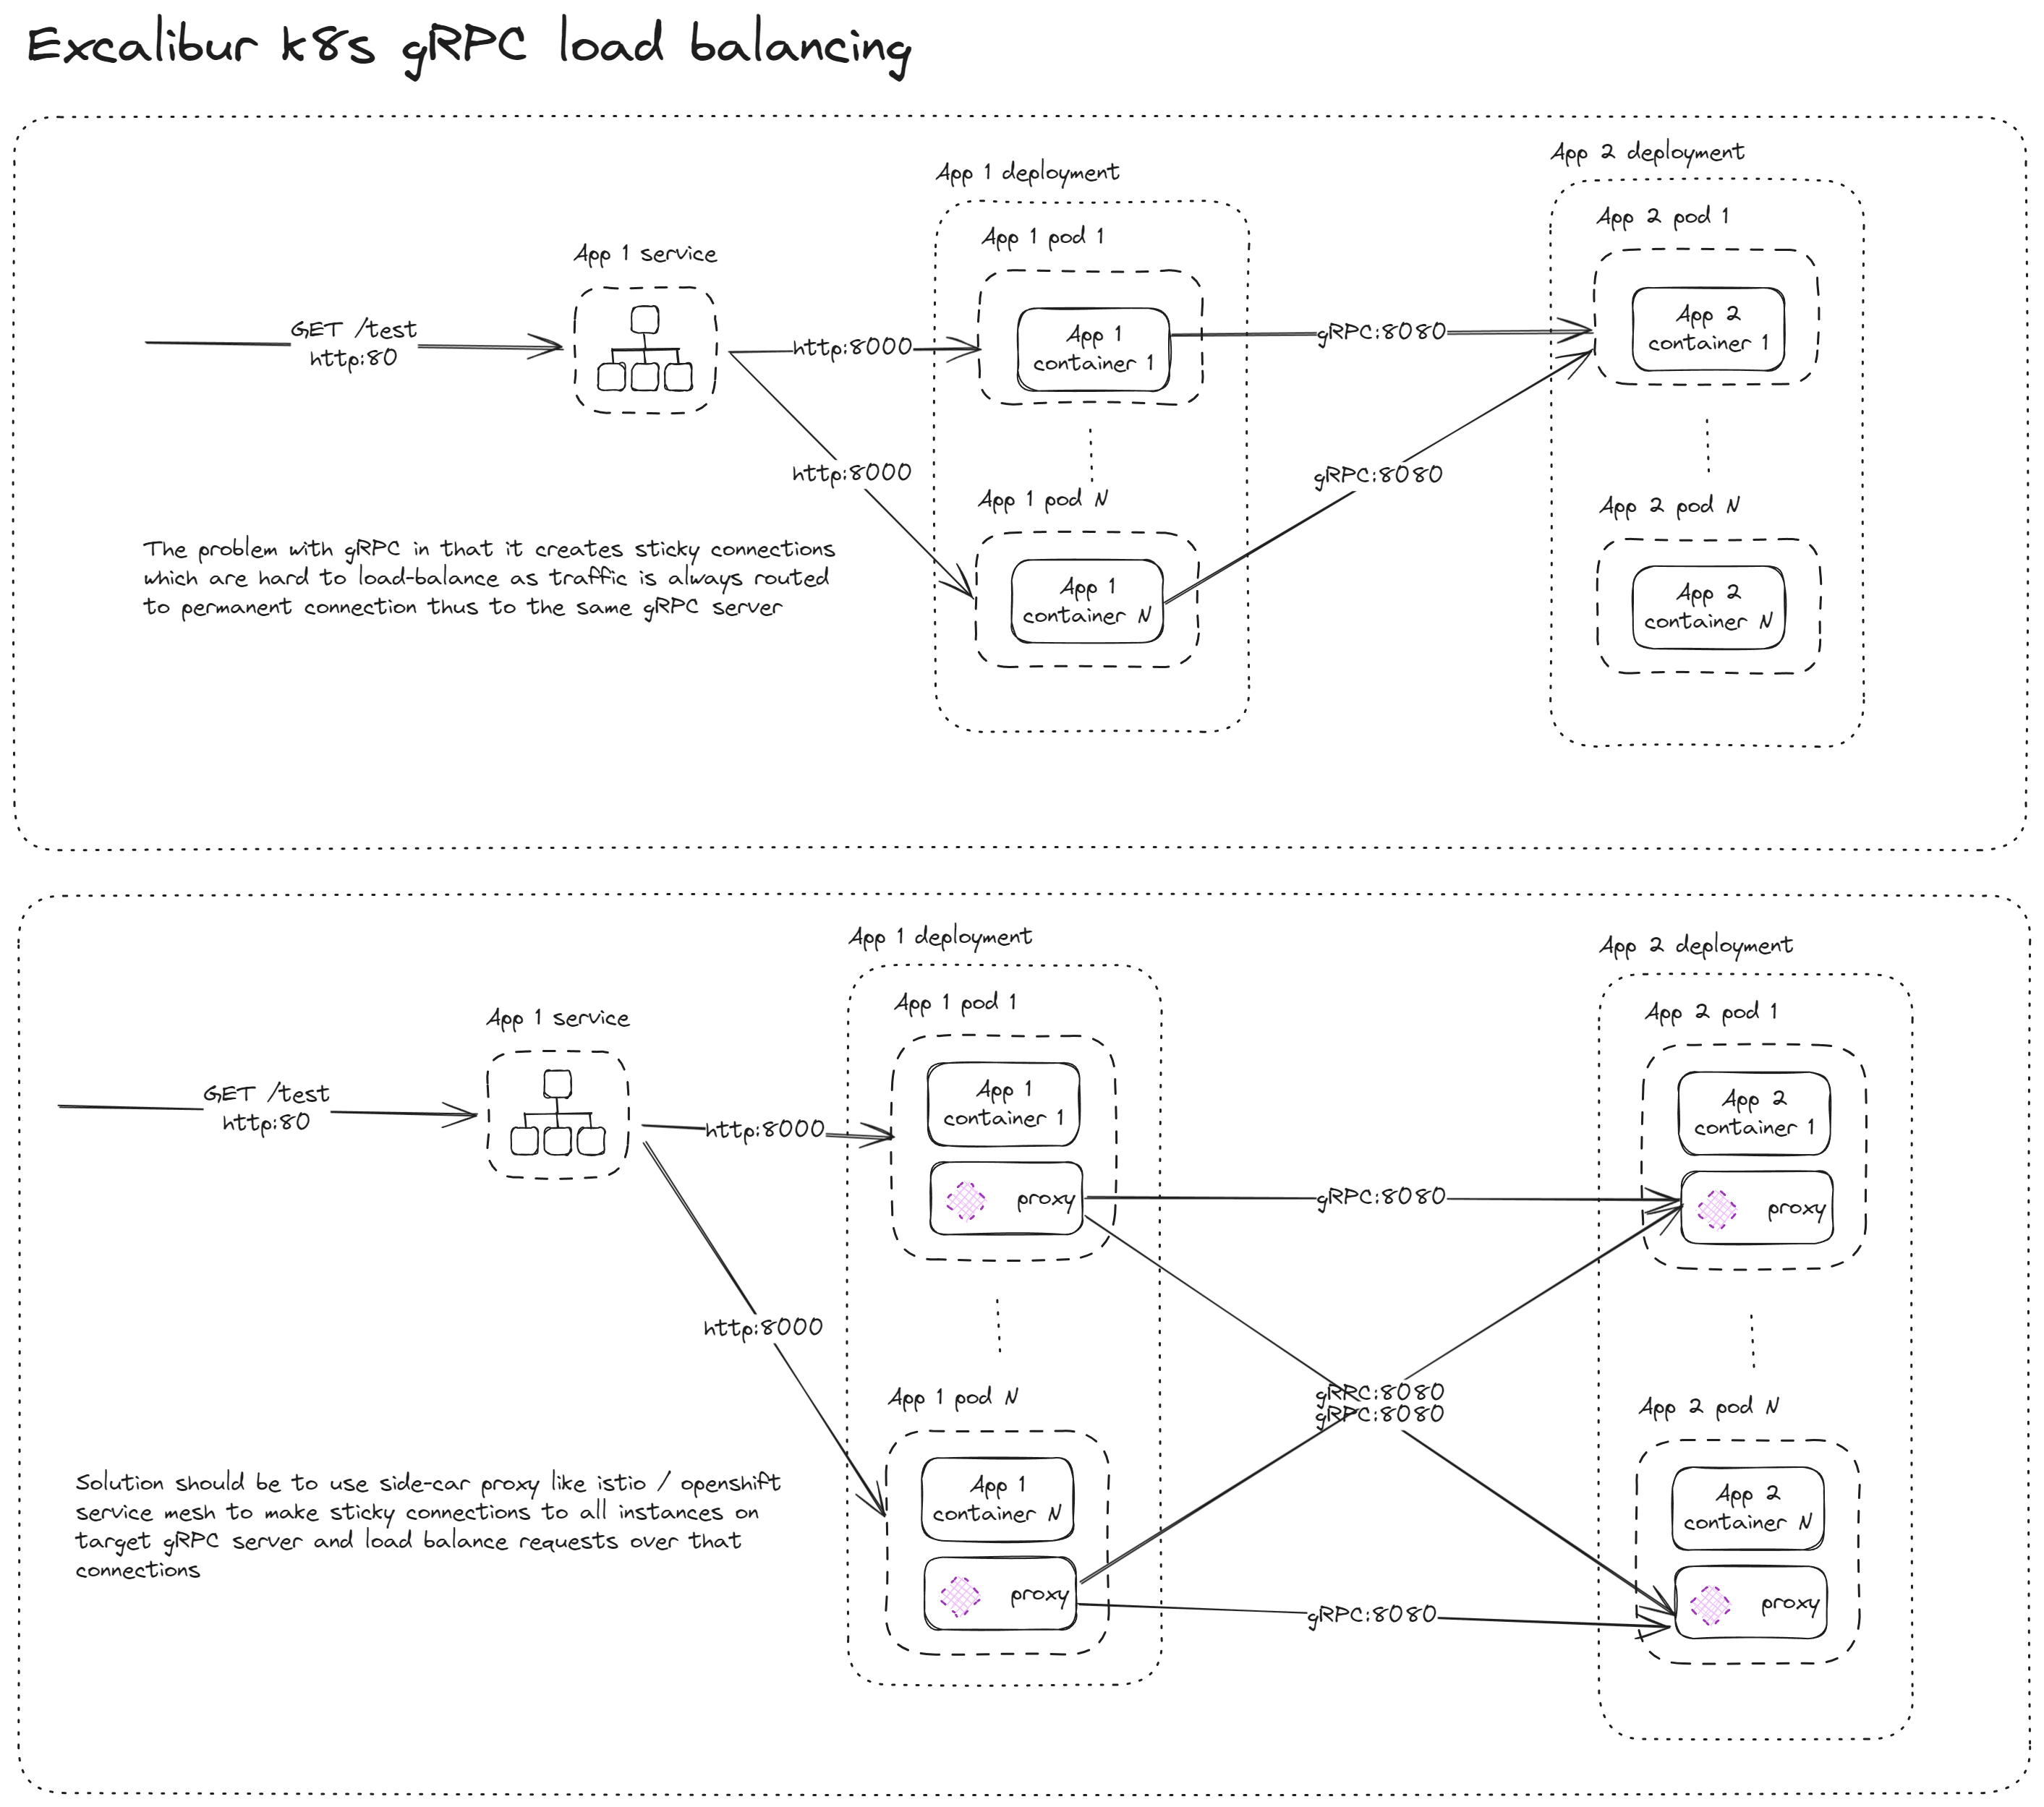 Excalibur k8s gRPC load balancing
App 1 deployment
App 2 deployment
App 1 pod 1
App 2 pod 1
App 1 service
GET /test
http:80
http:8000
App 1
container 1
gRPC:8080
App 2
container 1
http:8000
gRPC:8080
App 1 pod N
App 2 pod N
The problem with gRPC in that it creates sticky connections
which are hard to load-balance as traffic is always routed
to permanent connection thus to the same gRPC server
App 1
container N
App 2
container N
App 1 deployment
App 2 deployment
App 1 pod 1
App 2 pod 1
App 1 service
GET /test
http:80
http:8000
App 1
container 1
proxy
gRPC:8080
App 2
container 1
proxy
http:8000
gRPC:8080
gRPC:8080
App 1 pod N
App 2 pod N
Solution should be to use side-car proxy like istio / openshift
service mesh to make sticky connections to all instances on
target gRPC server and load balance requests over that
connections
App 1
container N
proxy
gRPC:8080
App 2
container N
proxy